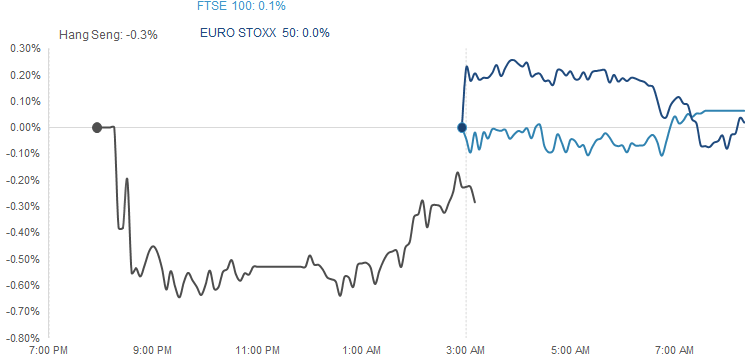 FTSE 100: 0.1%
Hang Seng: -0.3%
EURO STOXX 50: 0.0%
0.30%
0.20%
0.10%
0.00%
-0.10%
-0.20%
-0.30%
-0.40%
-0.50%
-0.60%
-0.70%
-0.80%
7:00 PM
9:00 PM
11:00 PM
1:00 AM
3:00 AM
5:00 AM
7:00 AM